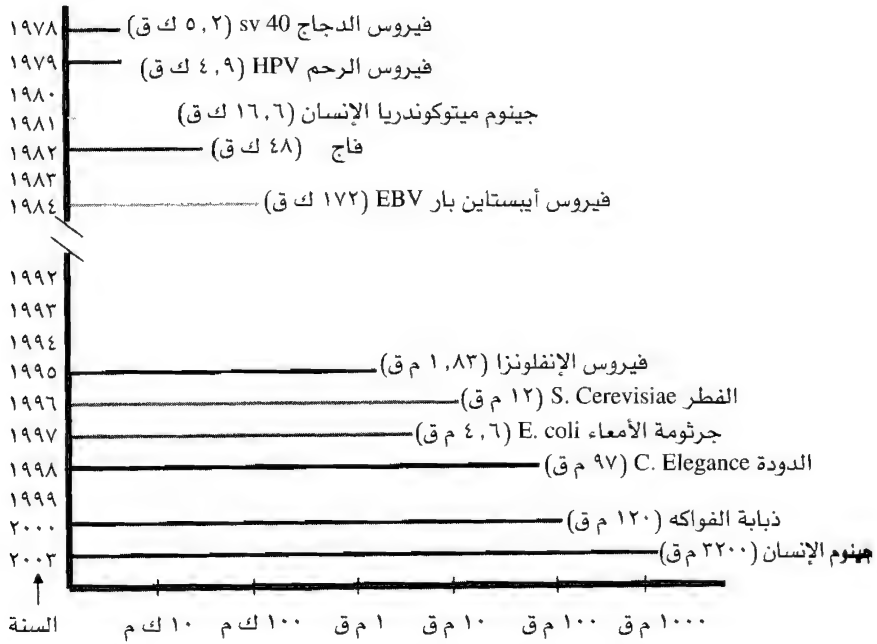 ١٩٧٨ فيروس الدجاج sv 40 (٥,٢ ك ق)
١٩٧٩ فيروس الرحم HPV (٤,٩ ك ق)
١٩٨٠
١٩٨١ جينوم ميتوكوندريا الإنسان (١٦,٦ ك ق)
١٩٨٢ فاج (٤٨ ك ق)
١٩٨٣
١٩٨٤ فيروس أيبستاين بار EBV (١٧٢ ك ق)
١٩٩٢
١٩٩٣
١٩٩٤
١٩٩٥ فيروس الإنفلونزا (١,٨٣ م ق)
١٩٩٦ الفطر S. Cerevisiae (١٢ م ق)
١٩٩٧ جرثومة الأمعاء E. coli (٤,٦ م ق)
١٩٩٨ الدودة C. Elegance (٩٧ م ق)
١٩٩٩
٢٠٠٠ ذبابة الفواكه (١٢٠ م ق)
٢٠٠٣ جينوم الإنسان (٣٢٠٠ م ق)
السنة ١٠ ك م ١٠٠ ك م ١ م ق ١٠ م ق ١٠٠ م ق ١٠٠٠ م ق